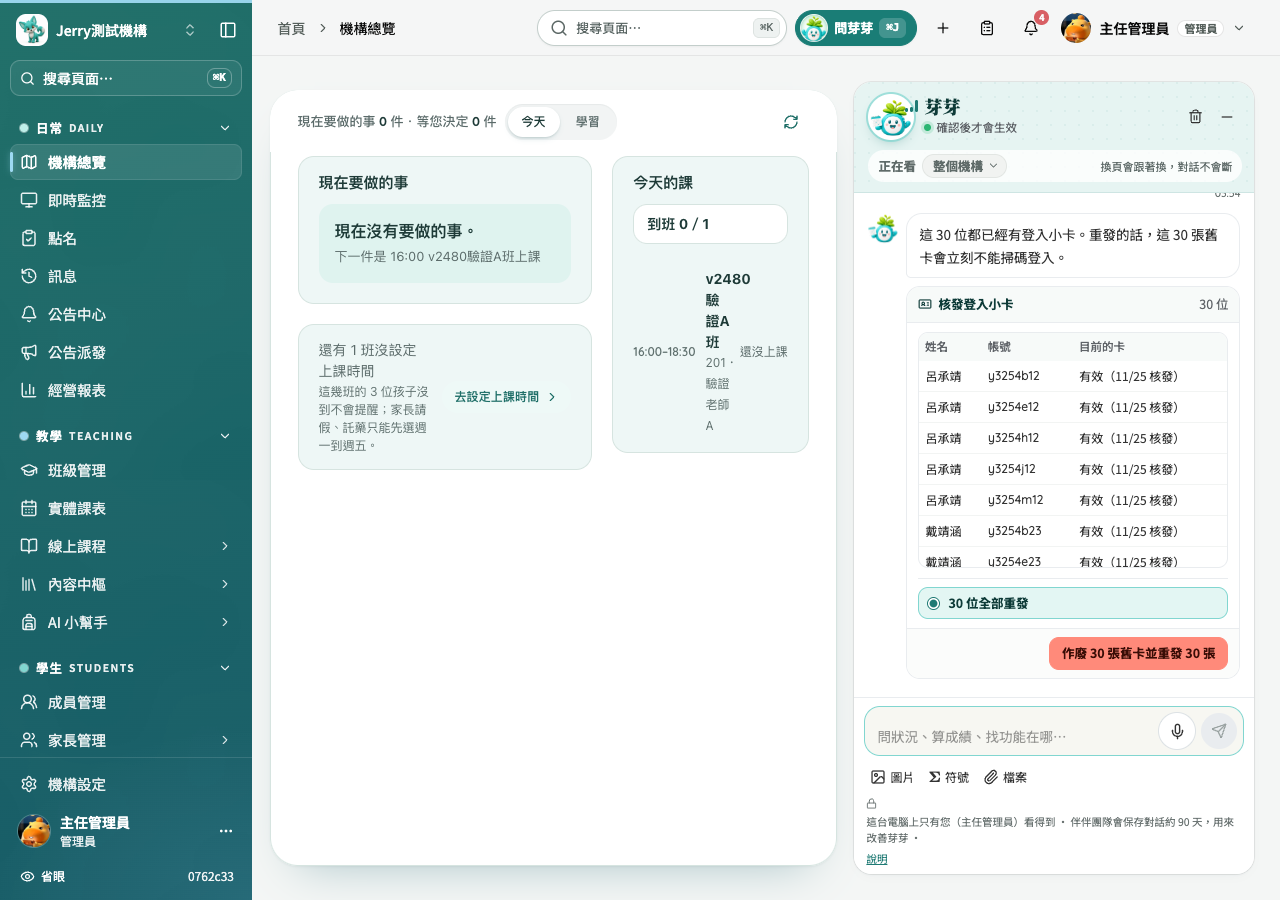 Jerry測試機構
搜尋頁面⋯ ⌘K
日常 DAILY
機構總覽
即時監控
點名
訊息
公告中心
公告派發
經營報表
教學 TEACHING
班級管理
實體課表
線上課程
內容中樞
AI 小幫手
學生 STUDENTS
成員管理
家長管理
機構設定
主任管理員
管理員
省眼 0762c33
首頁 機構總覽
搜尋頁面⋯ ⌘K
問芽芽 ⌘J
4
主任管理員 管理員
現在要做的事 0 件 · 等您決定 0 件 今天 學習
現在要做的事
現在沒有要做的事。
下一件是 16:00 v2480驗證A班上課
還有 1 班沒設定
上課時間
這幾班的 3 位孩子沒
到不會提醒；家長請
假、託藥只能先選週
一到週五。
去設定上課時間
今天的課
到班 0 / 1
16:00–18:30
v2480
驗
證A
班
201 ·
驗證
老師
A
還沒上課
芽芽
確認後才會生效
正在看 整個機構 換頁會跟著換，對話不會斷
這 30 位都已經有登入小卡。重發的話，這 30 張舊
卡會立刻不能掃碼登入。
核發登入小卡 30 位
姓名 帳號 目前的卡
呂承靖 y3254b12 有效（11/25 核發）
呂承靖 y3254e12 有效（11/25 核發）
呂承靖 y3254h12 有效（11/25 核發）
呂承靖 y3254j12 有效（11/25 核發）
呂承靖 y3254m12 有效（11/25 核發）
戴靖涵 y3254b23 有效（11/25 核發）
戴靖涵 y3254e23 有效（11/25 核發）
30 位全部重發
作廢 30 張舊卡並重發 30 張
問狀況、算成績、找功能在哪⋯
圖片 符號 檔案
這台電腦上只有您（主任管理員）看得到 · 伴伴團隊會保存對話約 90 天，用來
改善芽芽 ·
說明